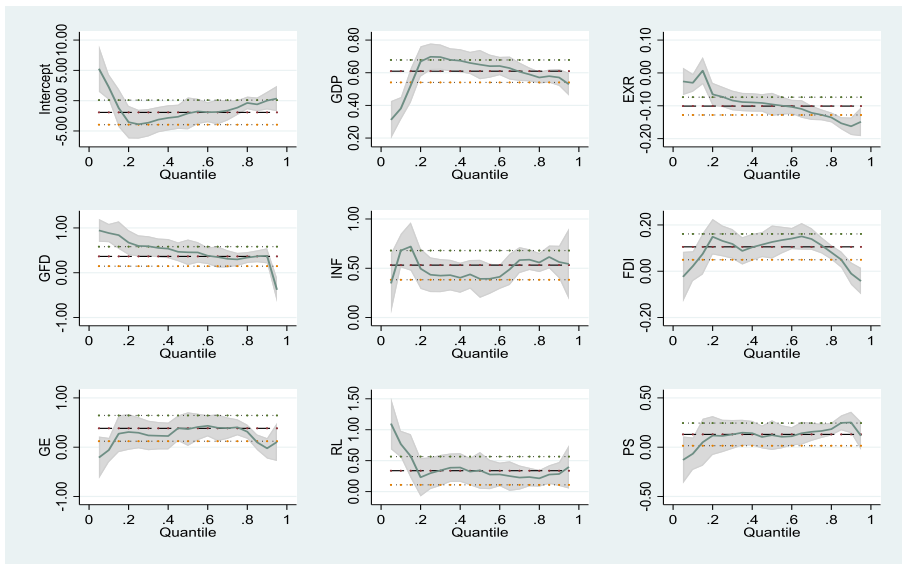 Intercept
-5.00 0.00 5.00 10.00
0 .2 .4 .6 .8 1
Quantile
GDP
0.20 0.40 0.60 0.80
0 .2 .4 .6 .8 1
Quantile
EXR
-0.20 -0.10 0.00 0.10
0 .2 .4 .6 .8 1
Quantile
GFD
-1.00 0.00 1.00
0 .2 .4 .6 .8 1
Quantile
INF
0.00 0.50 1.00
0 .2 .4 .6 .8 1
Quantile
FDI
-0.20 0.00 0.20
0 .2 .4 .6 .8 1
Quantile
GE
-1.00 0.00 1.00
0 .2 .4 .6 .8 1
Quantile
RL
0.00 0.50 1.00 1.50
0 .2 .4 .6 .8 1
Quantile
PS
-0.50 0.00 0.50
0 .2 .4 .6 .8 1
Quantile